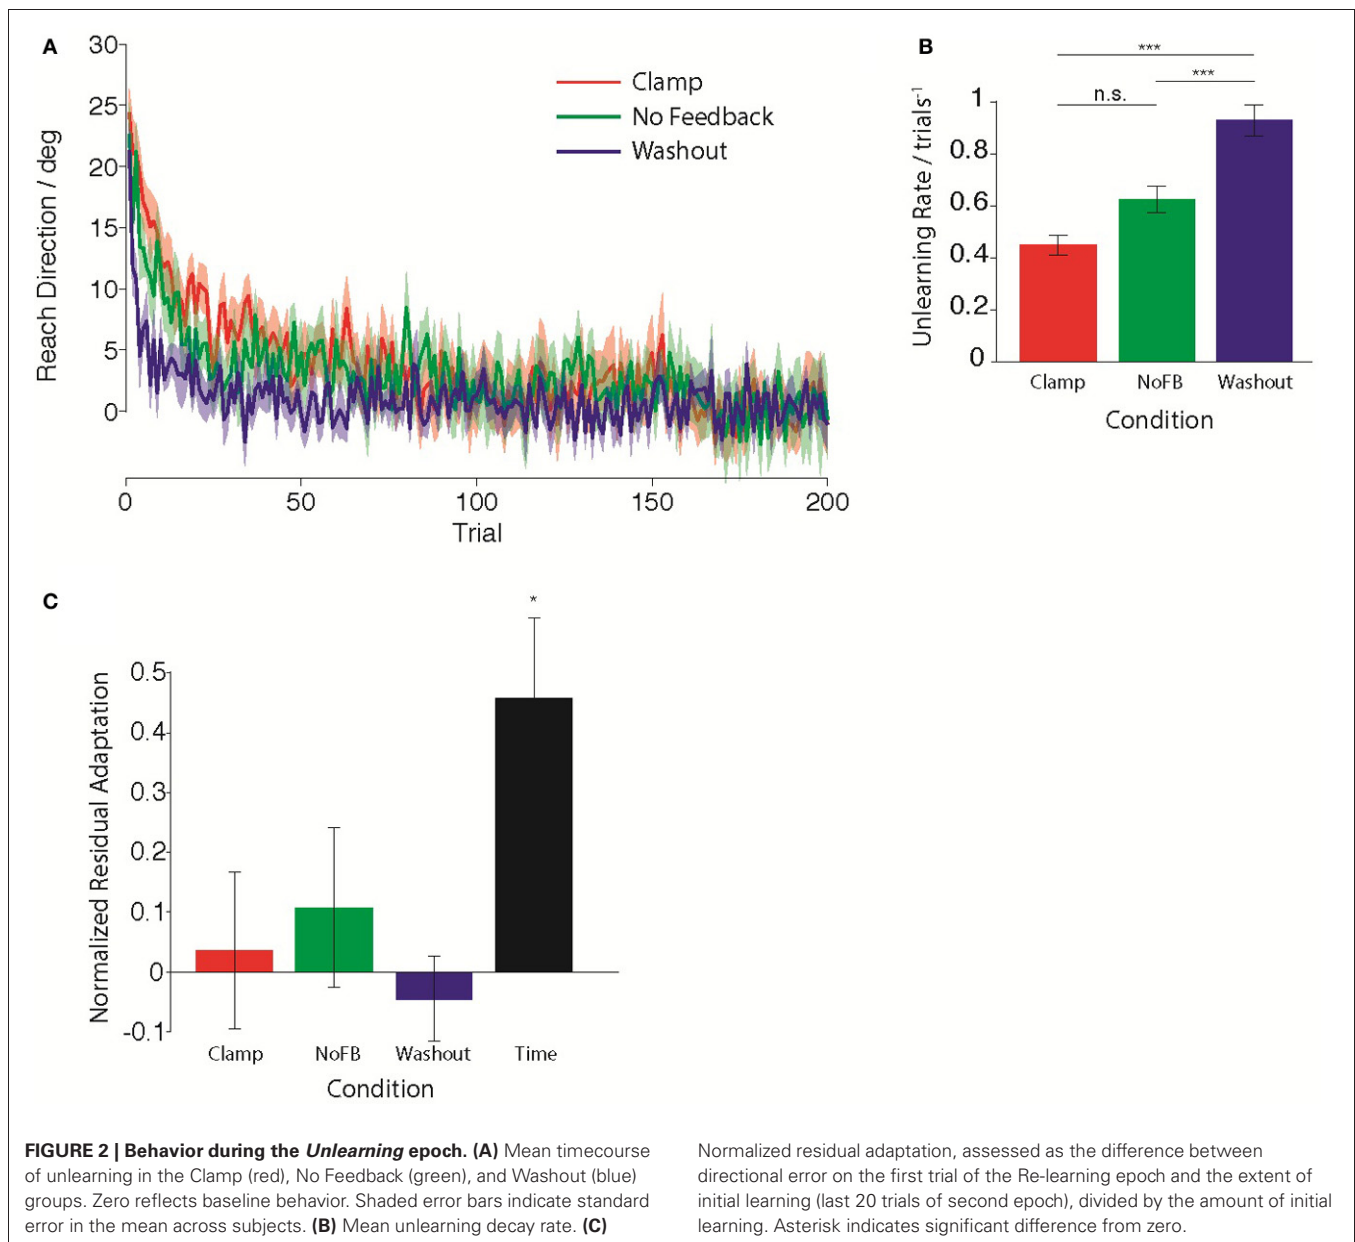 A
30
25
20
15
10
5
0
Reach Direction / deg
Clamp
No Feedback
Washout
0 50 100 150 200
Trial
B
***
***
n.s.
1
0.8
0.6
0.4
0.2
0
Unlearning Rate / trials⁻¹
Clamp NoFB Washout
Condition
C
*
0.5
0.4
0.3
0.2
0.1
0
-0.1
Normalized Residual Adaptation
Clamp NoFB Washout Time
Condition
FIGURE 2 | Behavior during the Unlearning epoch. (A) Mean timecourse
of unlearning in the Clamp (red), No Feedback (green), and Washout (blue)
groups. Zero reflects baseline behavior. Shaded error bars indicate standard
error in the mean across subjects. (B) Mean unlearning decay rate. (C)
Normalized residual adaptation, assessed as the difference between
directional error on the first trial of the Re-learning epoch and the extent of
initial learning (last 20 trials of second epoch), divided by the amount of initial
learning. Asterisk indicates significant difference from zero.